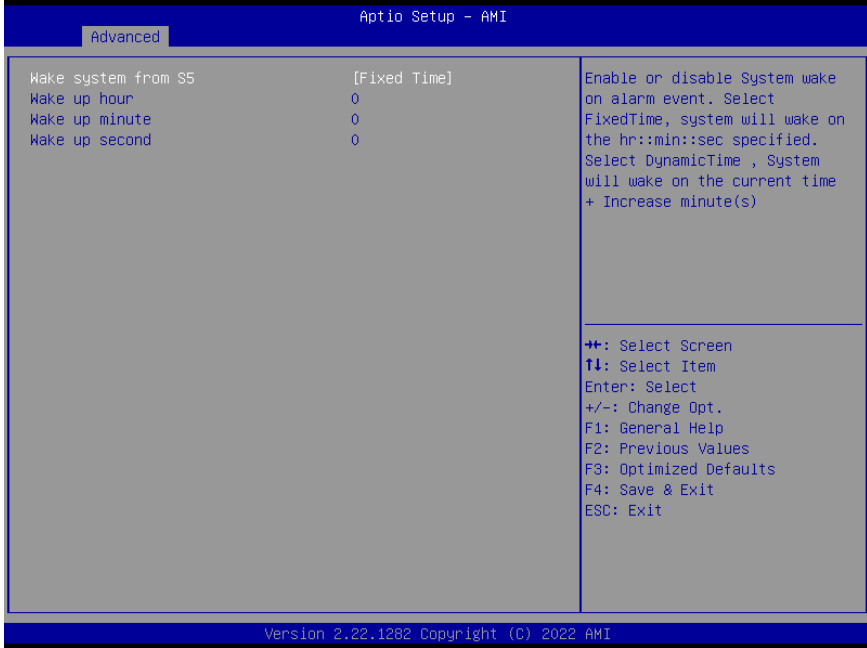 Aptio Setup – AMI
Advanced
Wake system from S5 [Fixed Time]
Wake up hour 0
Wake up minute 0
Wake up second 0
Enable or disable System wake
on alarm event. Select
FixedTime, system will wake on
the hr::min::sec specified.
Select DynamicTime , System
will wake on the current time
+ Increase minute(s)
→←: Select Screen
↑↓: Select Item
Enter: Select
+/-: Change Opt.
F1: General Help
F2: Previous Values
F3: Optimized Defaults
F4: Save & Exit
ESC: Exit
Version 2.22.1282 Copyright (C) 2022 AMI